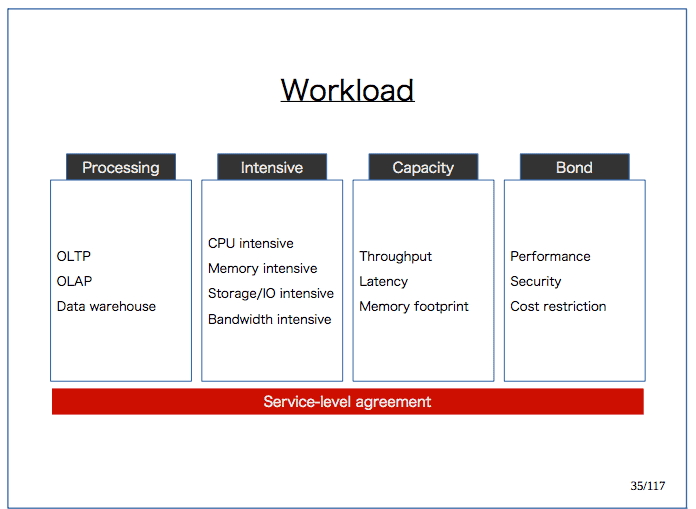 Workload
Processing
OLTP
OLAP
Data warehouse
Intensive
CPU intensive
Memory intensive
Storage/IO intensive
Bandwidth intensive
Capacity
Throughput
Latency
Memory footprint
Bond
Performance
Security
Cost restriction
Service-level agreement
35/117